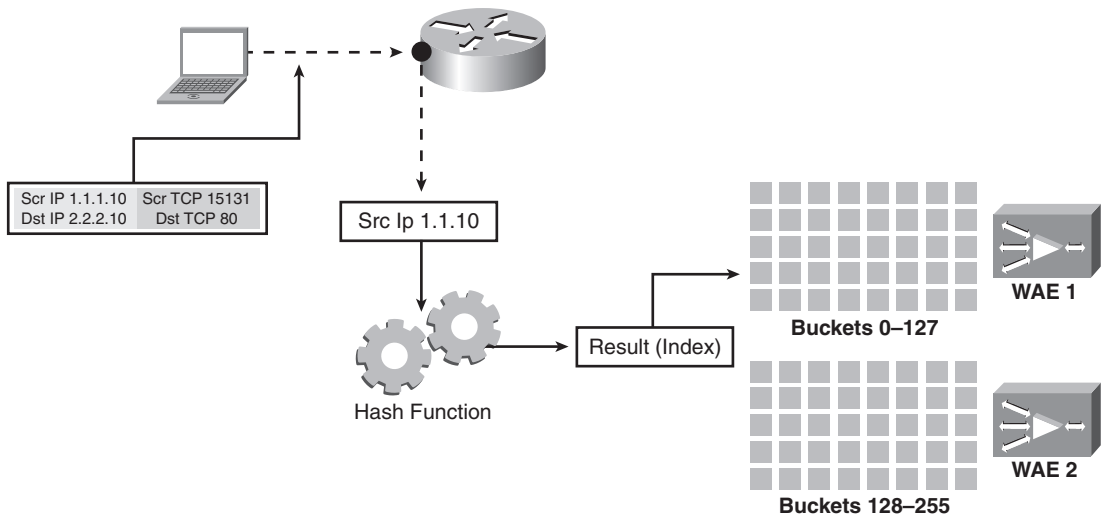 Scr IP 1.1.1.10 Scr TCP 15131
Dst IP 2.2.2.10 Dst TCP 80
Src Ip 1.1.10
Hash Function
Result (Index)
Buckets 0–127
WAE 1
Buckets 128–255
WAE 2